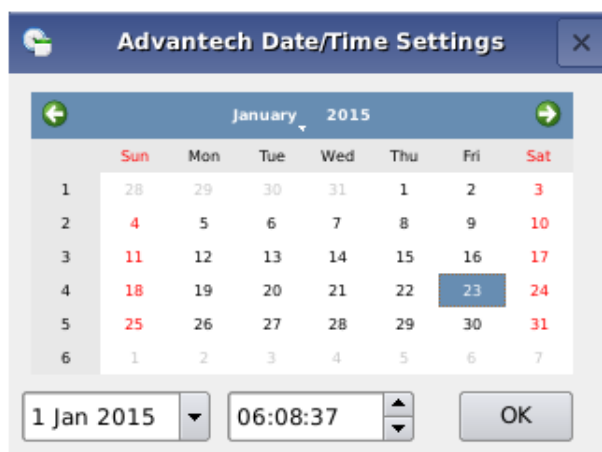 Advantech Date/Time Settings
January 2015
Sun Mon Tue Wed Thu Fri Sat
1 28 29 30 31 1 2 3
2 4 5 6 7 8 9 10
3 11 12 13 14 15 16 17
4 18 19 20 21 22 23 24
5 25 26 27 28 29 30 31
6 1 2 3 4 5 6 7
1 Jan 2015 06:08:37 OK